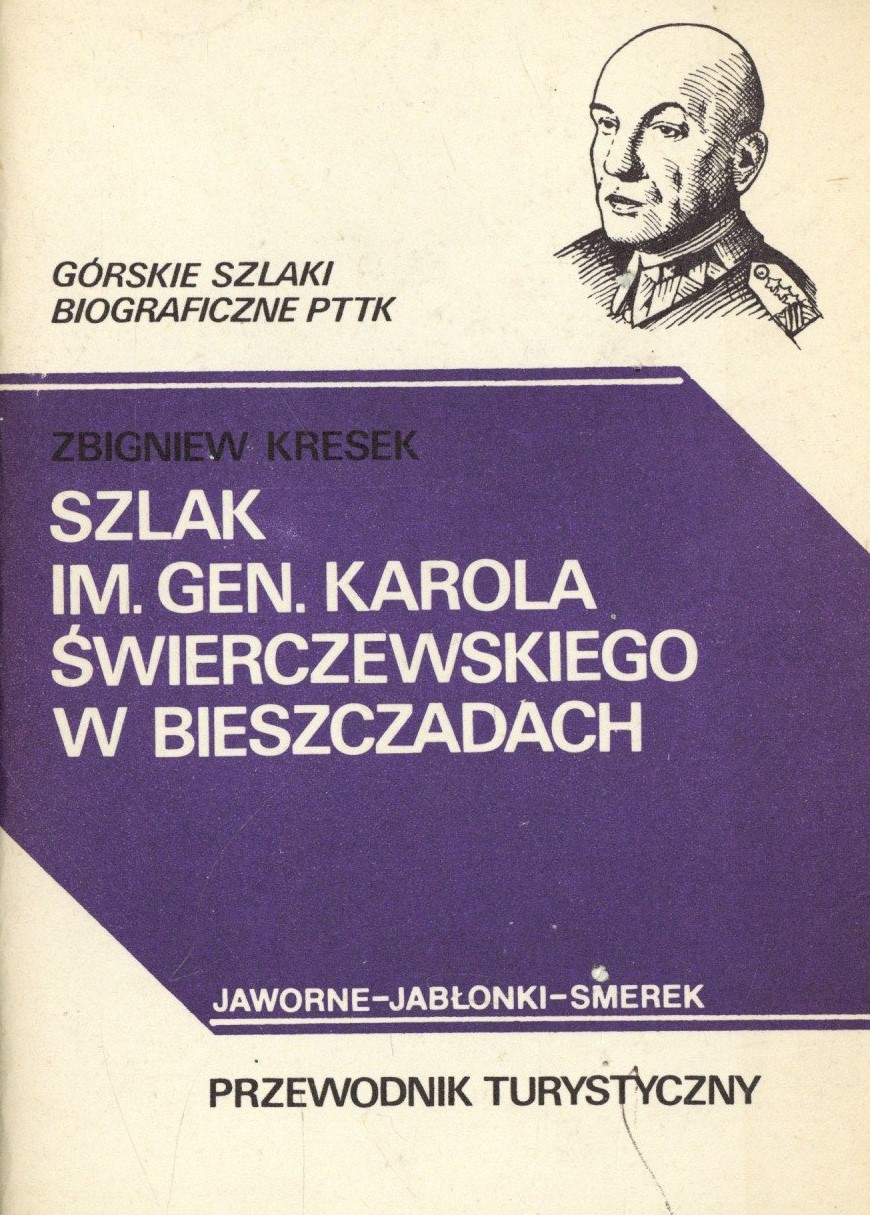 GÓRSKIE SZLAKI
BIOGRAFICZNE PTTK
ZBIGNIEW KRESEK
SZLAK
IM. GEN. KAROLA
ŚWIERCZEWSKIEGO
W BIESZCZADACH
JAWORNE-JABŁONKI-SMEREK
PRZEWODNIK TURYSTYCZNY